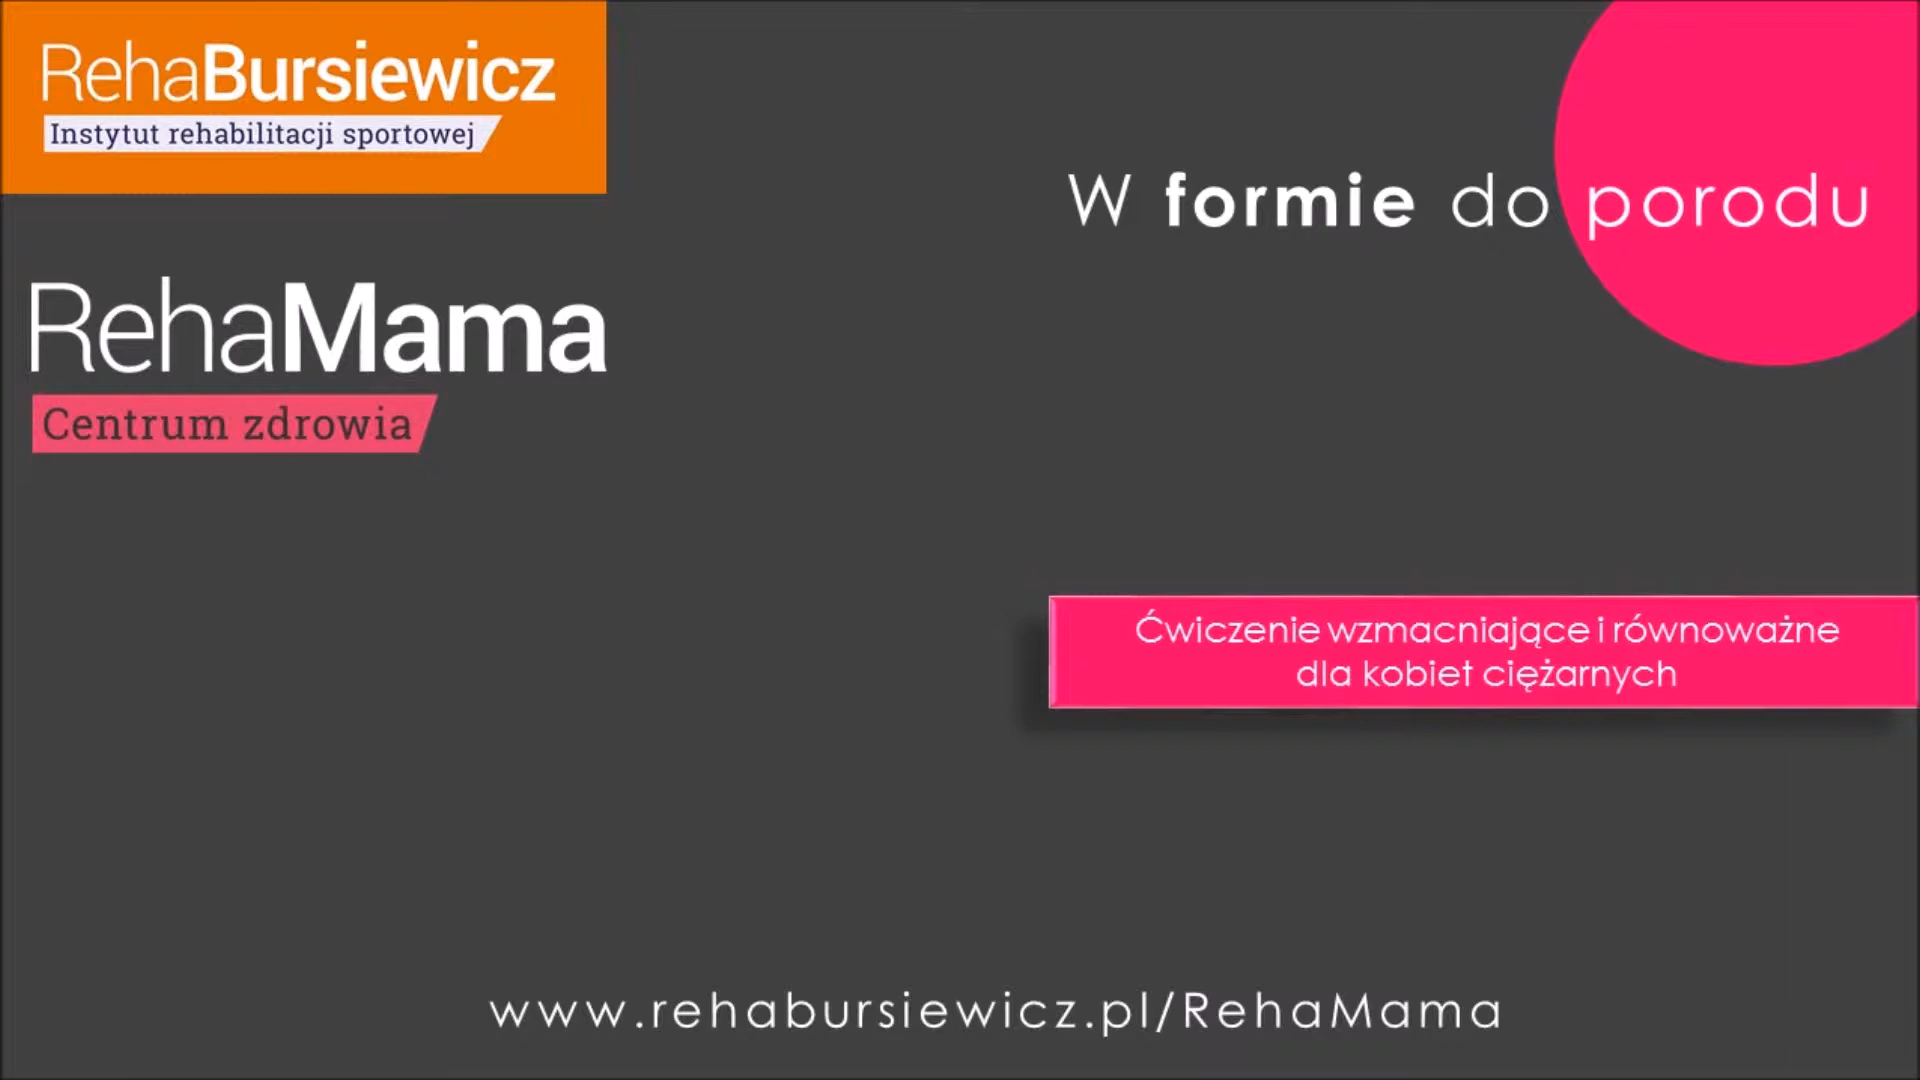 RehaBursiewicz
Instytut rehabilitacji sportowej
W formie do porodu
RehaMama
Centrum zdrowia
Ćwiczenie wzmacniające i równoważne
dla kobiet ciężarnych
www.rehabursiewicz.pl/RehaMama